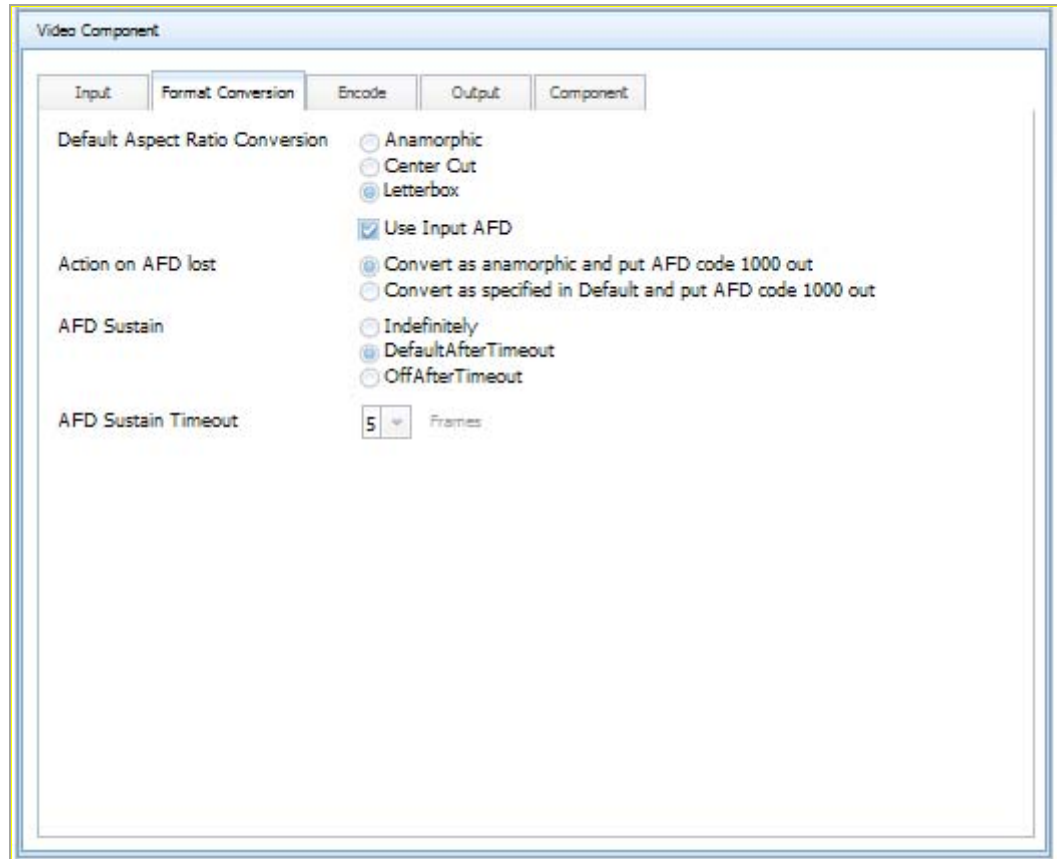 Video Component
Input Format Conversion Encode Output Component
Default Aspect Ratio Conversion Anamorphic
Center Cut
Letterbox
Use Input AFD
Action on AFD lost Convert as anamorphic and put AFD code 1000 out
Convert as specified in Default and put AFD code 1000 out
AFD Sustain Indefinitely
DefaultAfterTimeout
OffAfterTimeout
AFD Sustain Timeout 5 Frames